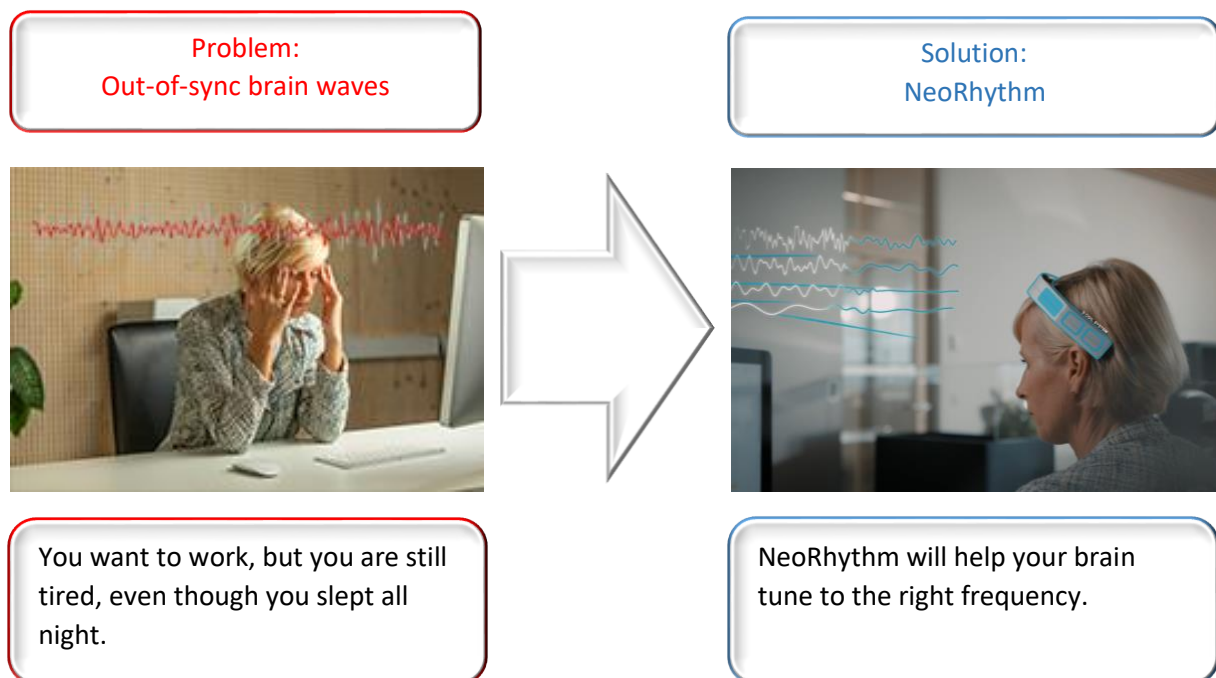 Problem:
Out-of-sync brain waves
Solution:
NeoRhythm
You want to work, but you are still
tired, even though you slept all
night.
NeoRhythm will help your brain
tune to the right frequency.